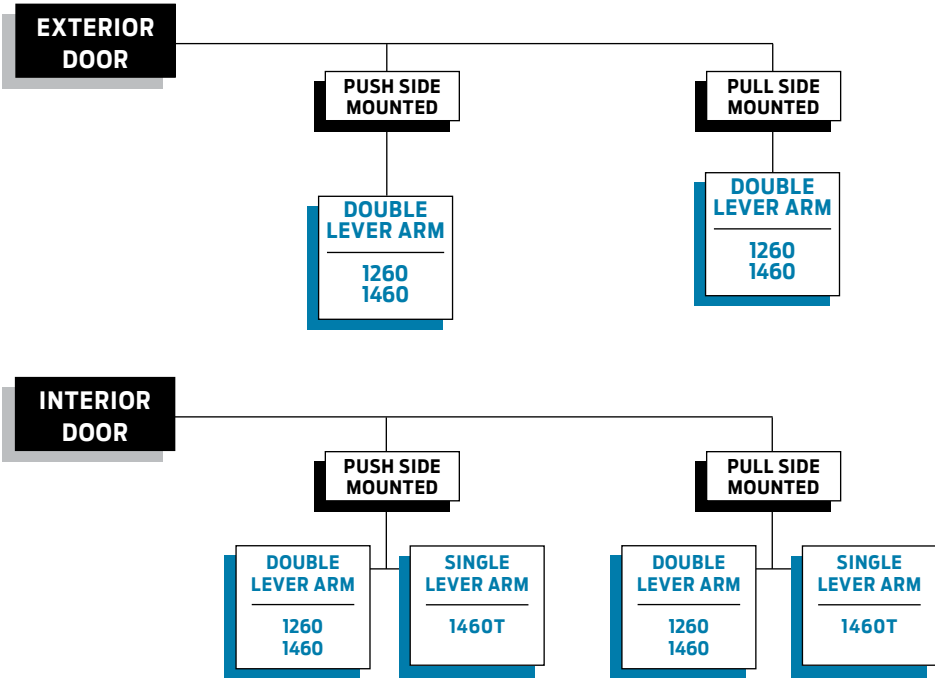 EXTERIOR
DOOR
PUSH SIDE
MOUNTED
PULL SIDE
MOUNTED
DOUBLE
LEVER ARM
1260
1460
DOUBLE
LEVER ARM
1260
1460
INTERIOR
DOOR
PUSH SIDE
MOUNTED
PULL SIDE
MOUNTED
DOUBLE
LEVER ARM
1260
1460
SINGLE
LEVER ARM
1460T
DOUBLE
LEVER ARM
1260
1460
SINGLE
LEVER ARM
1460T